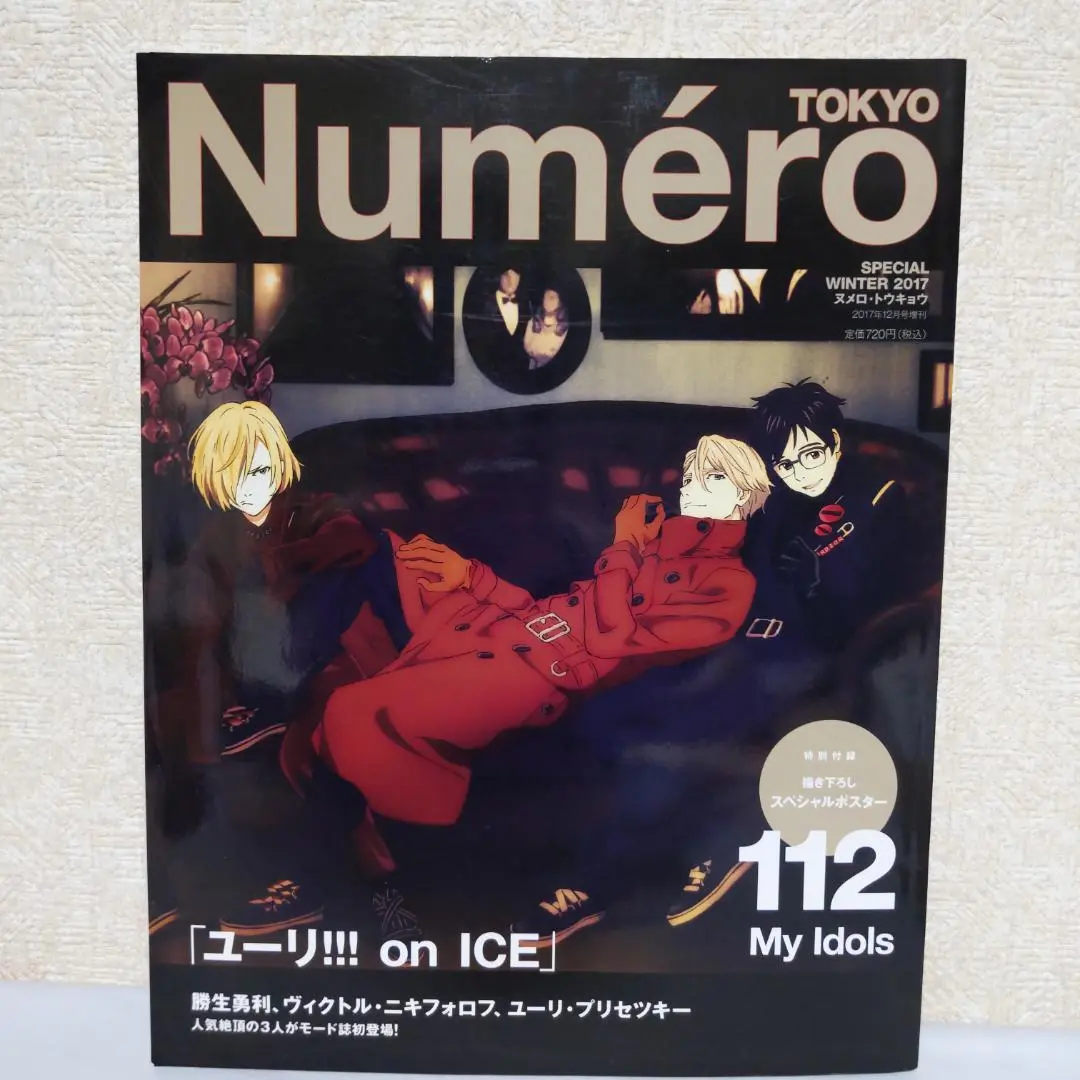 Numéro
TOKYO
SPECIAL
WINTER 2017
ヌメロ・トウキョウ
2017年12月号増刊
定価720円(税込)
特別付録
描き下ろし
スペシャルポスター
112
My Idols
「ユーリ!!! on ICE」
勝生勇利、ヴィクトル・ニキフォロフ、ユーリ・プリセツキー
人気絶頂の3人がモード誌初登場!